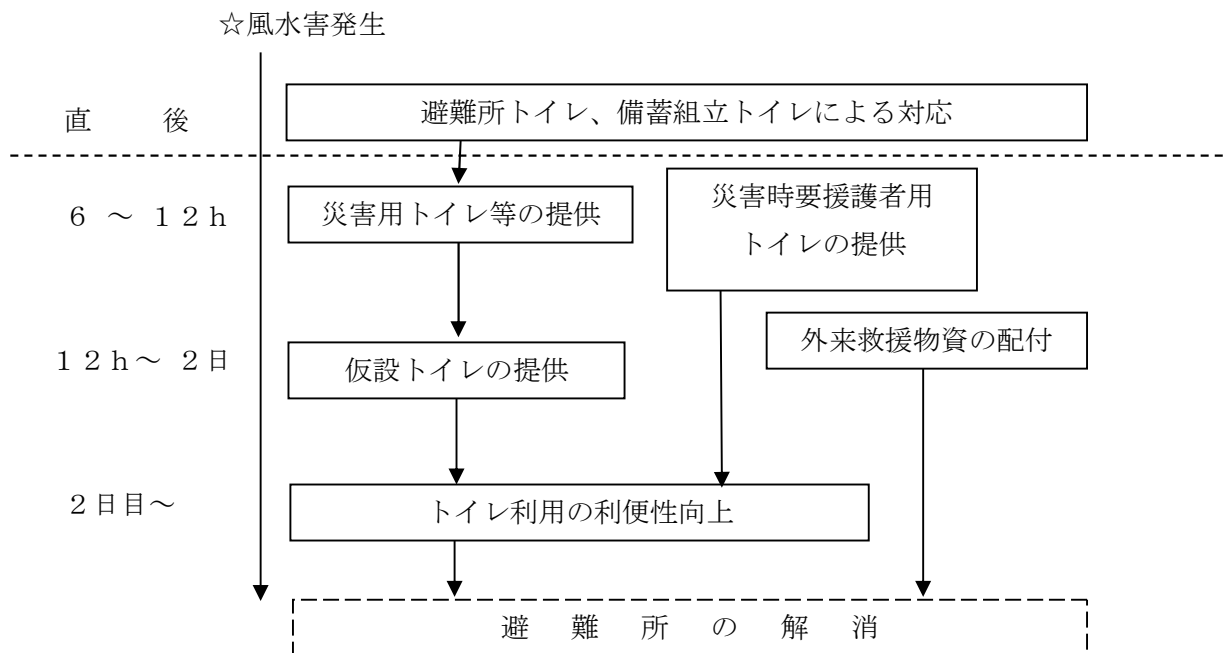 ☆風水害発生
直　　後
避難所トイレ、備蓄組立トイレによる対応
６ ～ １２ｈ
災害用トイレ等の提供
災害時要援護者用
トイレの提供
１２ｈ～ ２日
仮設トイレの提供
外来救援物資の配付
２日目～
トイレ利用の利便性向上
避　難　所　の　解　消